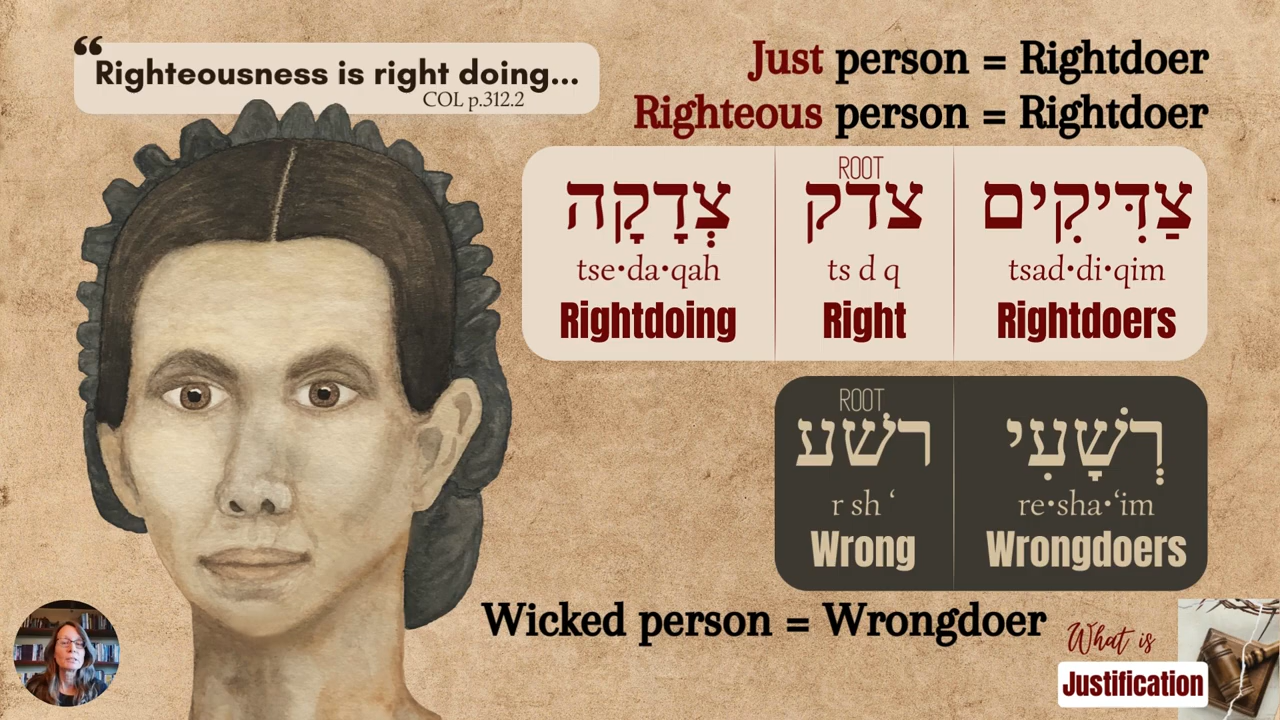 “Righteousness is right doing...
COL p.312.2
Just person = Rightdoer
Righteous person = Rightdoer
צְדָקָה
tse•da•qah
Rightdoing
ROOT
צדק
ts d q
Right
צַדִּיקִים
tsad•di•qim
Rightdoers
ROOT
רשע
r sh ‘
Wrong
רְשָׁעִי
re•sha•‘im
Wrongdoers
Wicked person = Wrongdoer
What is
Justification